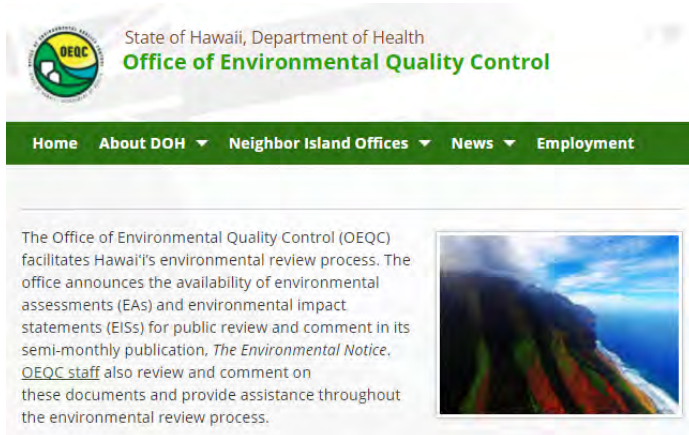 OEQC
State of Hawaii, Department of Health
Office of Environmental Quality Control
Home About DOH Neighbor Island Offices News Employment
The Office of Environmental Quality Control (OEQC)
facilitates Hawai'i's environmental review process. The
office announces the availability of environmental
assessments (EAs) and environmental impact
statements (EISs) for public review and comment in its
semi-monthly publication, The Environmental Notice.
OEQC staff also review and comment on
these documents and provide assistance throughout
the environmental review process.